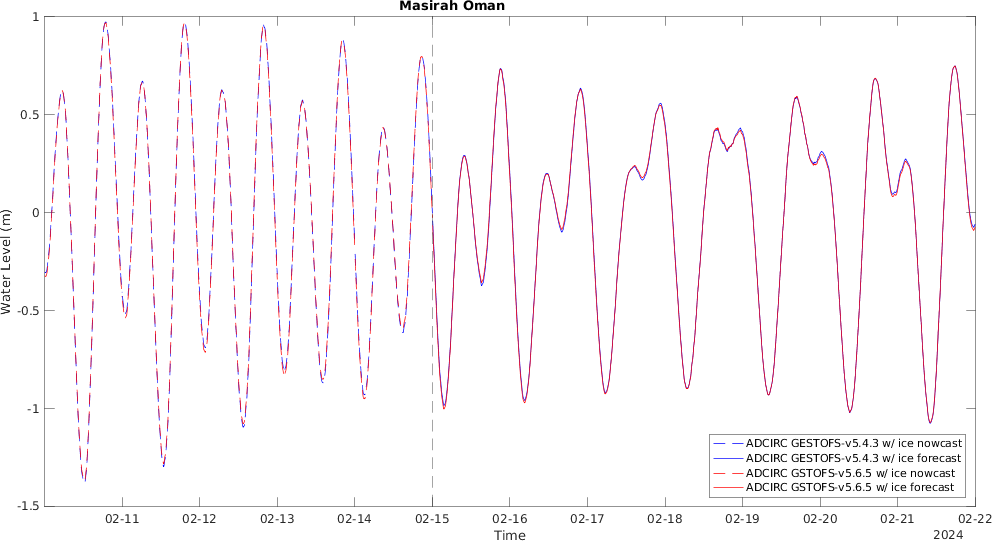 Masirah Oman
1
0.5
0
-0.5
-1
-1.5
Water Level (m)
02-11 02-12 02-13 02-14 02-15 02-16 02-17 02-18 02-19 02-20 02-21 02-22
Time
2024
ADCIRC GESTOFS-v5.4.3 w/ ice nowcast
ADCIRC GESTOFS-v5.4.3 w/ ice forecast
ADCIRC GSTOFS-v5.6.5 w/ ice nowcast
ADCIRC GSTOFS-v5.6.5 w/ ice forecast